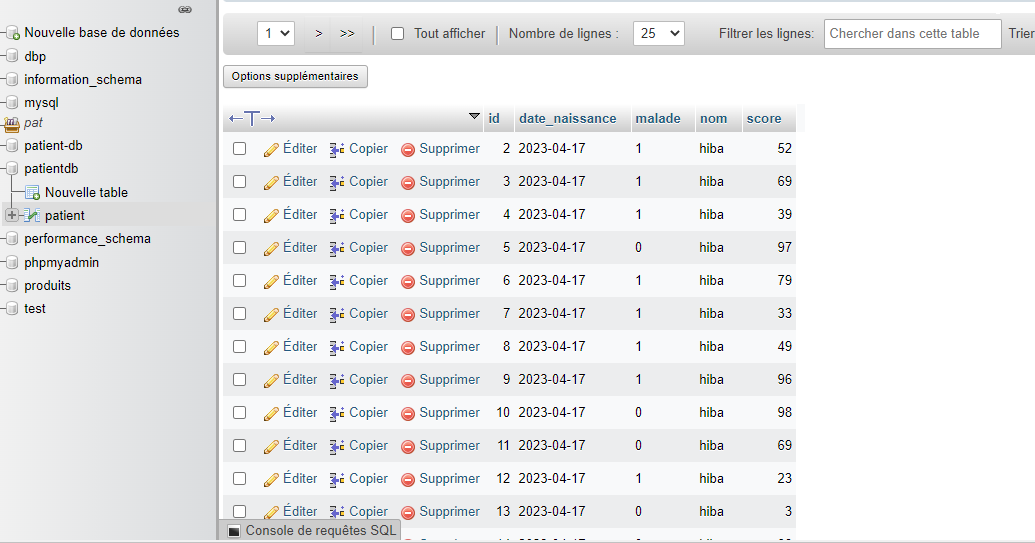 Nouvelle base de données
dbp
information_schema
mysql
pat
patient-db
patientdb
Nouvelle table
patient
performance_schema
phpmyadmin
produits
test
1 > >> Tout afficher Nombre de lignes : 25 Filtrer les lignes: Chercher dans cette table Trier
Options supplémentaires
←T→ id date_naissance malade nom score
Éditer Copier Supprimer 2 2023-04-17 1 hiba 52
Éditer Copier Supprimer 3 2023-04-17 1 hiba 69
Éditer Copier Supprimer 4 2023-04-17 1 hiba 39
Éditer Copier Supprimer 5 2023-04-17 0 hiba 97
Éditer Copier Supprimer 6 2023-04-17 1 hiba 79
Éditer Copier Supprimer 7 2023-04-17 1 hiba 33
Éditer Copier Supprimer 8 2023-04-17 1 hiba 49
Éditer Copier Supprimer 9 2023-04-17 1 hiba 96
Éditer Copier Supprimer 10 2023-04-17 0 hiba 98
Éditer Copier Supprimer 11 2023-04-17 0 hiba 69
Éditer Copier Supprimer 12 2023-04-17 1 hiba 23
Éditer Copier Supprimer 13 2023-04-17 0 hiba 3
Console de requêtes SQL